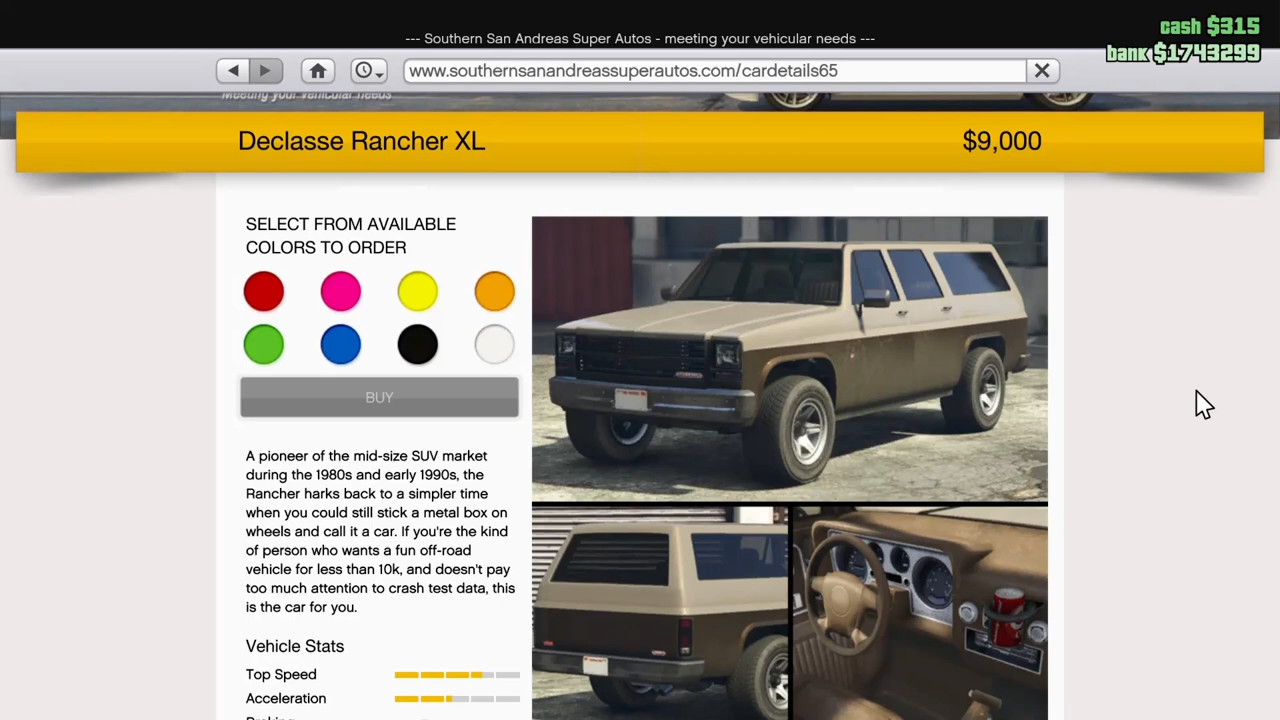 cash $315
--- Southern San Andreas Super Autos - meeting your vehicular needs ---
bank $1743299
www.southernsanandreassuperautos.com/cardetails65
Meeting your vehicular needs
Declasse Rancher XL
$9,000
SELECT FROM AVAILABLE
COLORS TO ORDER
BUY
A pioneer of the mid-size SUV market
during the 1980s and early 1990s, the
Rancher harks back to a simpler time
when you could still stick a metal box on
wheels and call it a car. If you're the kind
of person who wants a fun off-road
vehicle for less than 10k, and doesn't pay
too much attention to crash test data, this
is the car for you.
Vehicle Stats
Top Speed
Acceleration